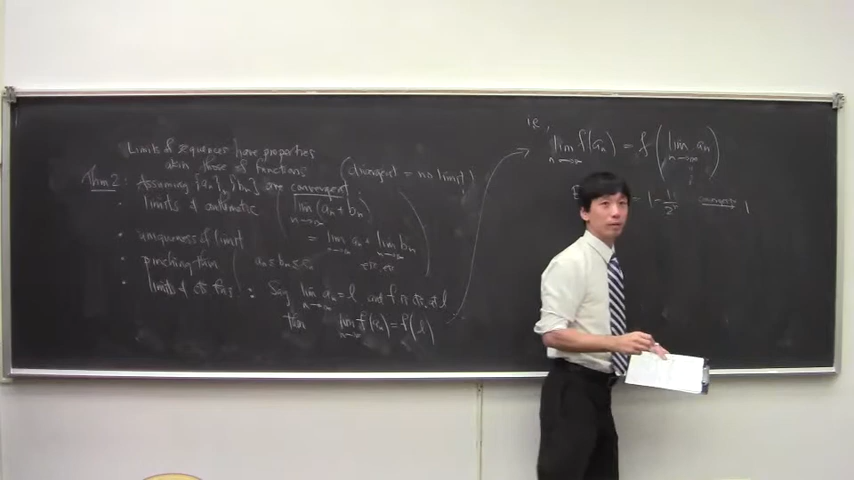 Limits of sequences have properties
akin those of functions
Thm 2: Assuming {aₙ}, {bₙ} are convergent (divergent = no limit)
· limits & arithmetic lim (aₙ + bₙ)
n→∞
· uniqueness of limit = lim aₙ + lim bₙ
n→∞ n→∞
· pinching thm aₙ ≤ bₙ ≤ cₙ etc. etc
· limits & cts fns : Say lim aₙ = l and f is cts. at l
n→∞
then lim f(aₙ) = f(l)
n→∞
ie, lim f(aₙ) = f(lim aₙ)
n→∞ n→∞
= 1 - 1/2ⁿ converges → 1